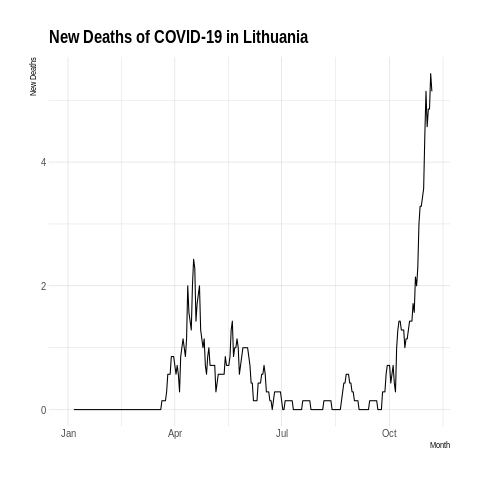 New Deaths of COVID-19 in Lithuania
New Deaths
4
2
0
Jan Apr Jul Oct
Month